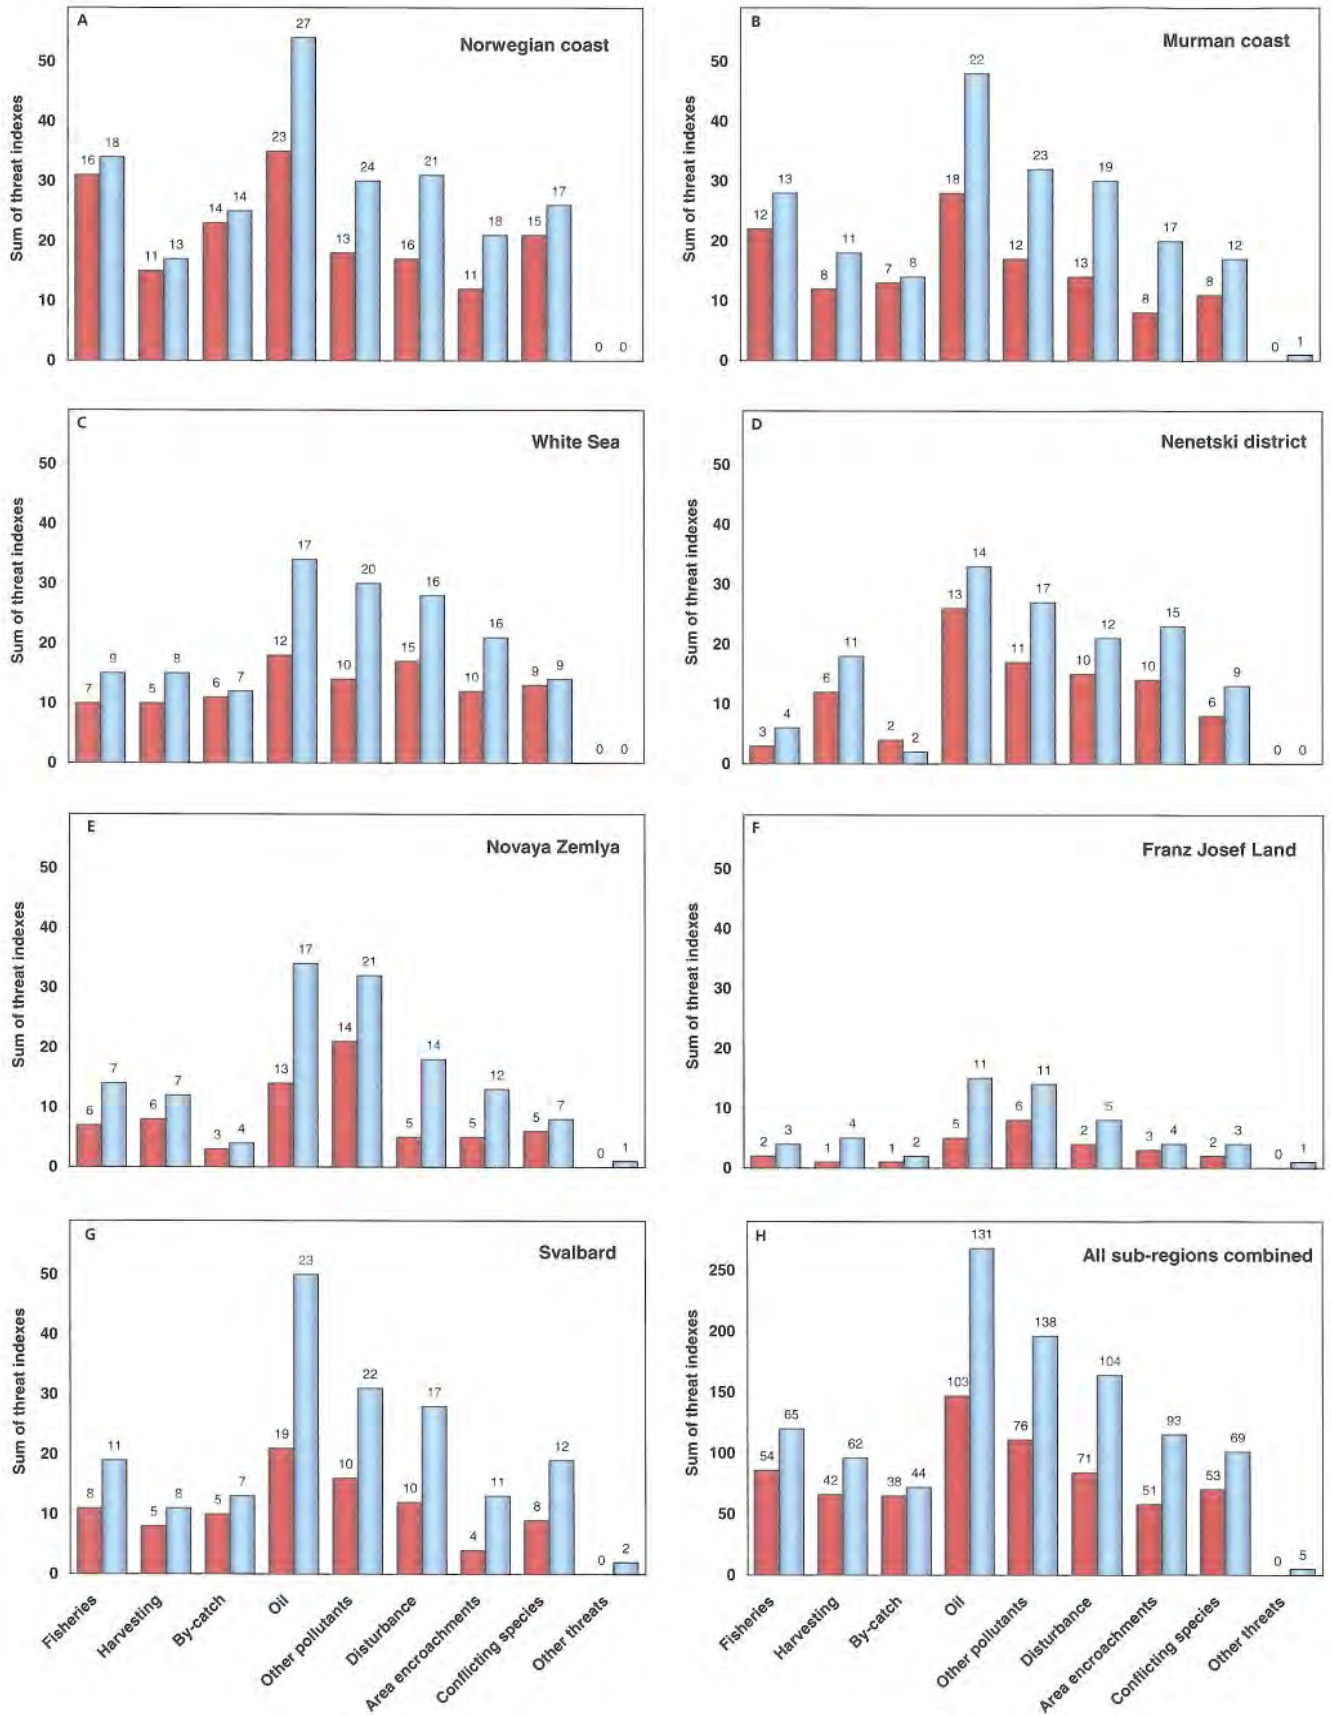 A
Norwegian coast
Sum of threat indexes
50
40
30
20
10
0
16 18 11 13 14 14 23 27 13 24 16 21 11 18 15 17 0 0
B
Murman coast
Sum of threat indexes
50
40
30
20
10
0
12 13 8 11 7 8 18 22 12 23 13 19 8 17 8 12 0 1
C
White Sea
Sum of threat indexes
50
40
30
20
10
0
7 9 5 8 6 7 12 17 10 20 15 16 10 16 9 9 0 0
D
Nenetski district
Sum of threat indexes
50
40
30
20
10
0
3 4 6 11 2 2 13 14 11 17 10 12 10 15 6 9 0 0
E
Novaya Zemlya
Sum of threat indexes
50
40
30
20
10
0
6 7 6 7 3 4 13 17 14 21 5 14 5 12 5 7 0 1
F
Franz Josef Land
Sum of threat indexes
50
40
30
20
10
0
2 3 1 4 1 2 5 11 6 11 2 5 3 4 2 3 0 1
G
Svalbard
Sum of threat indexes
50
40
30
20
10
0
8 11 5 8 5 7 19 23 10 22 10 17 4 11 8 12 0 2
Fisheries
Harvesting
By-catch
Oil
Other pollutants
Disturbance
Area encroachments
Conflicting species
Other threats
H
All sub-regions combined
Sum of threat indexes
250
200
150
100
50
0
54 65 42 62 38 44 103 131 76 138 71 104 51 93 53 69 0 5
Fisheries
Harvesting
By-catch
Oil
Other pollutants
Disturbance
Area encroachments
Conflicting species
Other threats